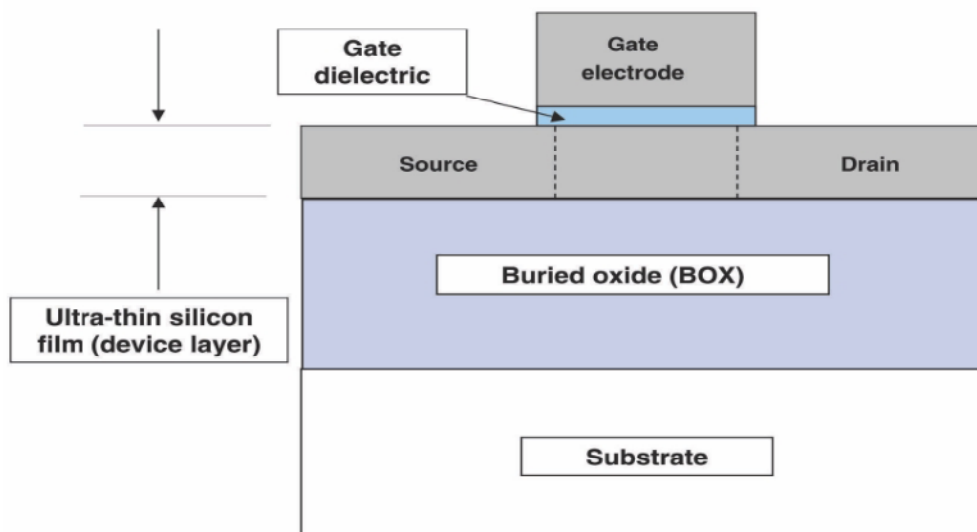 Gate
dielectric
Gate
electrode
Source
Drain
Buried oxide (BOX)
Ultra-thin silicon
film (device layer)
Substrate